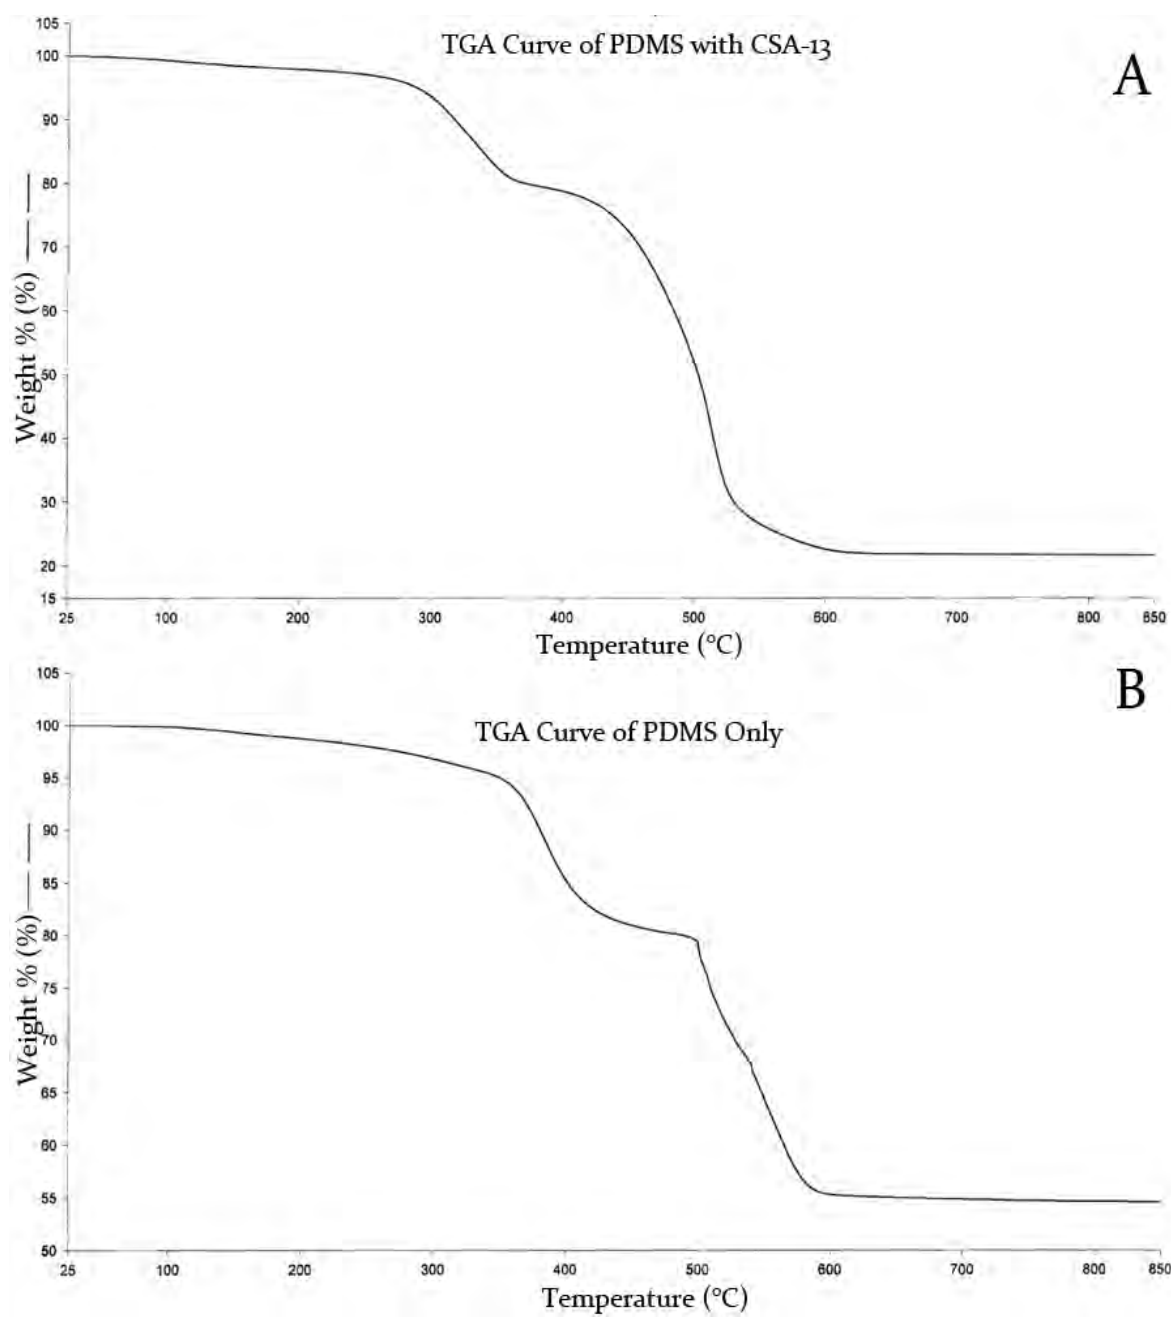 TGA Curve of PDMS with CSA-13
A
105
100
90
80
70
60
50
40
30
20
15
Weight % (%)
25 100 200 300 400 500 600 700 800 850
Temperature (°C)
B
TGA Curve of PDMS Only
105
100
95
90
85
80
75
70
65
60
55
50
Weight % (%)
25 100 200 300 400 500 600 700 800 850
Temperature (°C)